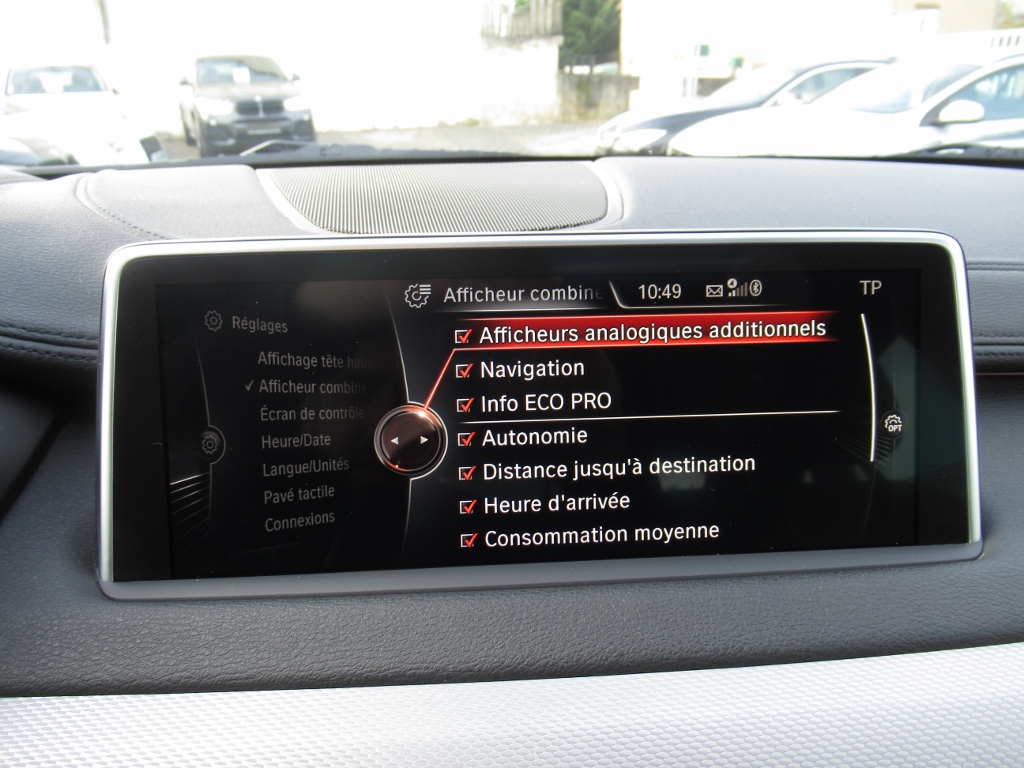 Afficheur combiné
10:49
TP
Réglages
Affichage tête haute
Afficheur combiné
Écran de contrôle
Heure/Date
Langue/Unités
Pavé tactile
Connexions
Afficheurs analogiques additionnels
Navigation
Info ECO PRO
Autonomie
Distance jusqu'à destination
Heure d'arrivée
Consommation moyenne
OPT